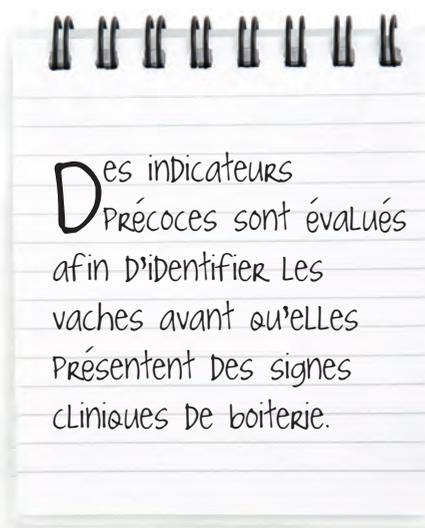 Des indicateurs
précoces sont évalués
afin d'identifier les
vaches avant qu'elles
présentent des signes
cliniques de boiterie.